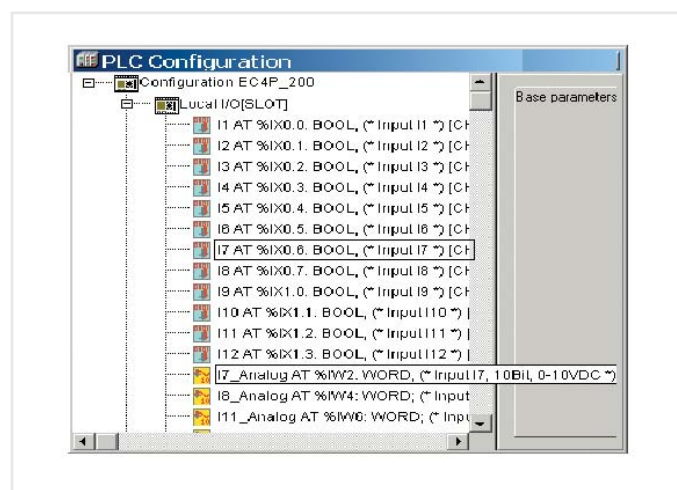 PLC Configuration
Configuration EC4P_200
Local I/O[SLOT]
Base parameters
I1 AT %IX0.0. BOOL, (* Input I1 *) [CH
I2 AT %IX0.1. BOOL, (* Input I2 *) [CH
I3 AT %IX0.2. BOOL, (* Input I3 *) [CH
I4 AT %IX0.3. BOOL, (* Input I4 *) [CH
I5 AT %IX0.4. BOOL, (* Input I5 *) [CH
I6 AT %IX0.5. BOOL, (* Input I6 *) [CH
I7 AT %IX0.6. BOOL, (* Input I7 *) [CH
I8 AT %IX0.7. BOOL, (* Input I8 *) [CH
I9 AT %IX1.0. BOOL, (* Input I9 *) [CH
I10 AT %IX1.1. BOOL, (* Input I10 *) [
I11 AT %IX1.2. BOOL, (* Input I11 *) [
I12 AT %IX1.3. BOOL, (* Input I12 *) [
I7_Analog AT %IW2. WORD, (* Input I7, 10Bit, 0-10VDC *)
I8_Analog AT %IW4: WORD; (* Input
I11_Analog AT %IW6: WORD; (* Inpu